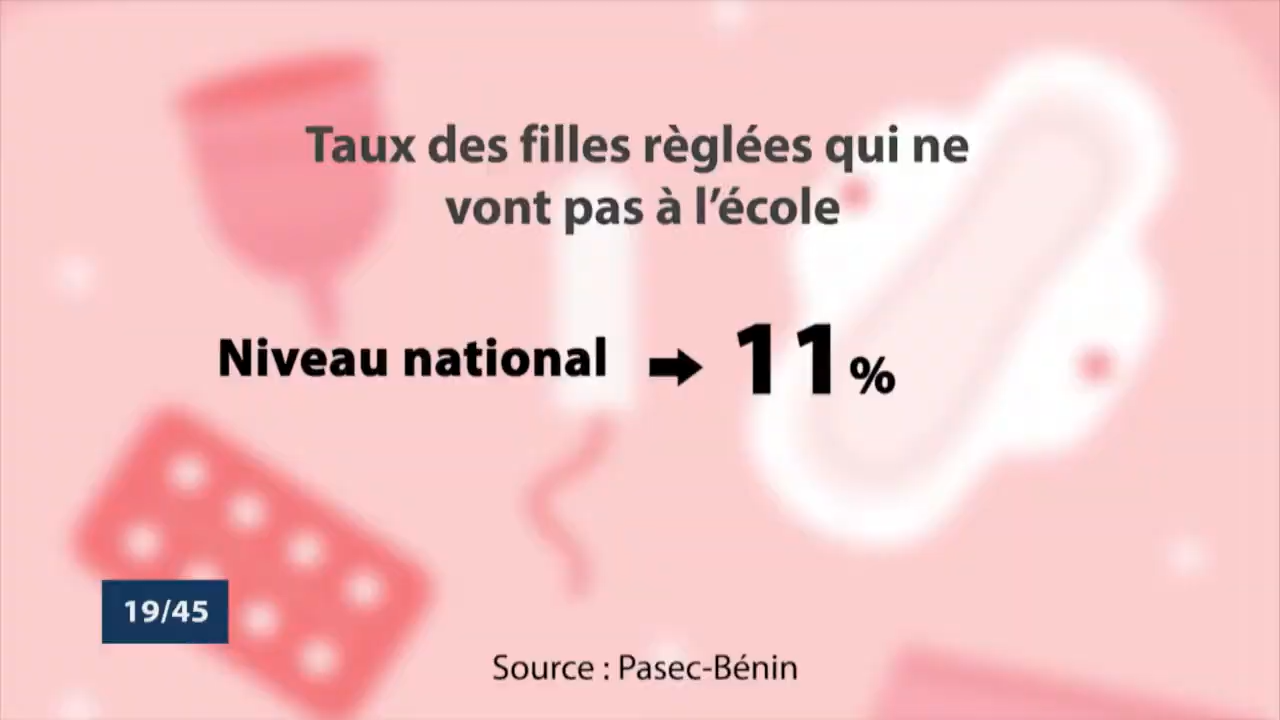 Taux des filles règlées qui ne
vont pas à l’école
Niveau national ➡ 11 %
19/45
Source : Pasec-Bénin